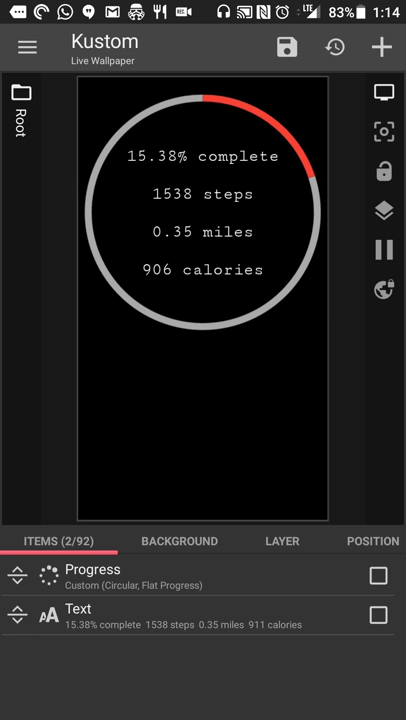 REC
LTE
83%
1:14
Kustom
Live Wallpaper
Root
15.38% complete
1538 steps
0.35 miles
906 calories
ITEMS (2/92)
BACKGROUND
LAYER
POSITION
Progress
Custom (Circular, Flat Progress)
AA
Text
15.38% complete 1538 steps 0.35 miles 911 calories